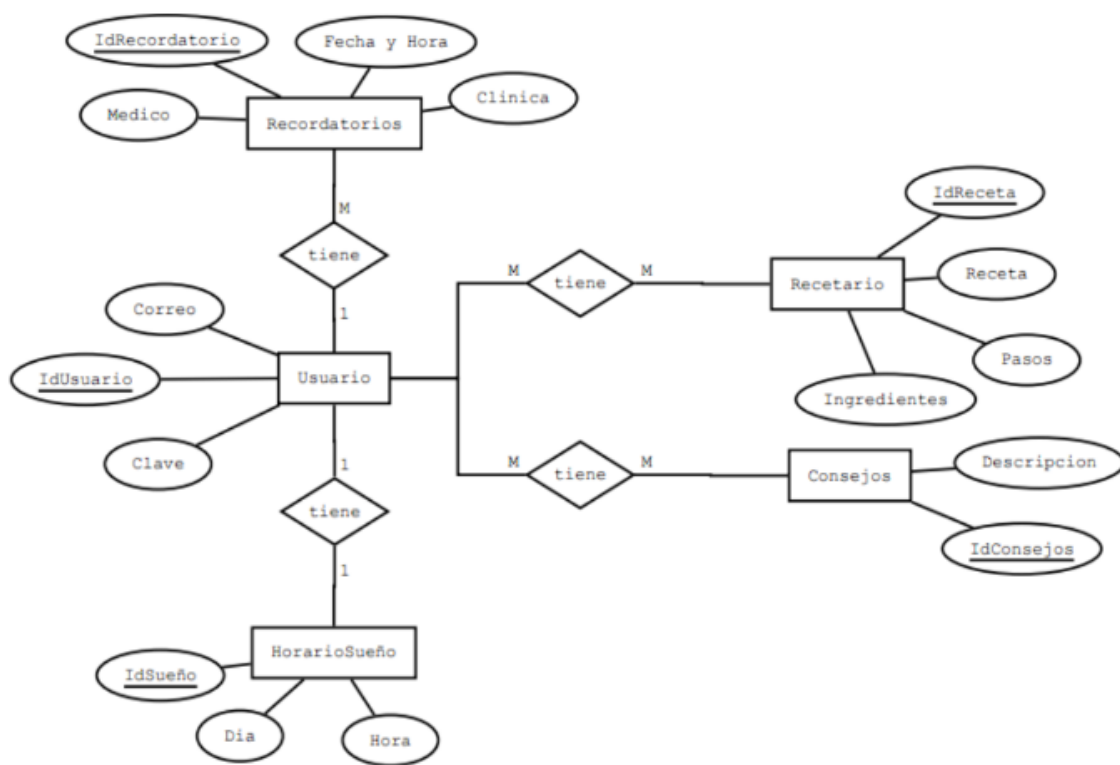 IdRecordatorio
Fecha y Hora
Medico
Recordatorios
Clinica
M
tiene
1
IdReceta
M
tiene
M
Recetario
Receta
Correo
IdUsuario
Usuario
Pasos
Ingredientes
Clave
1
M
tiene
M
Consejos
Descripcion
tiene
IdConsejos
1
HorarioSueño
IdSueño
Dia
Hora